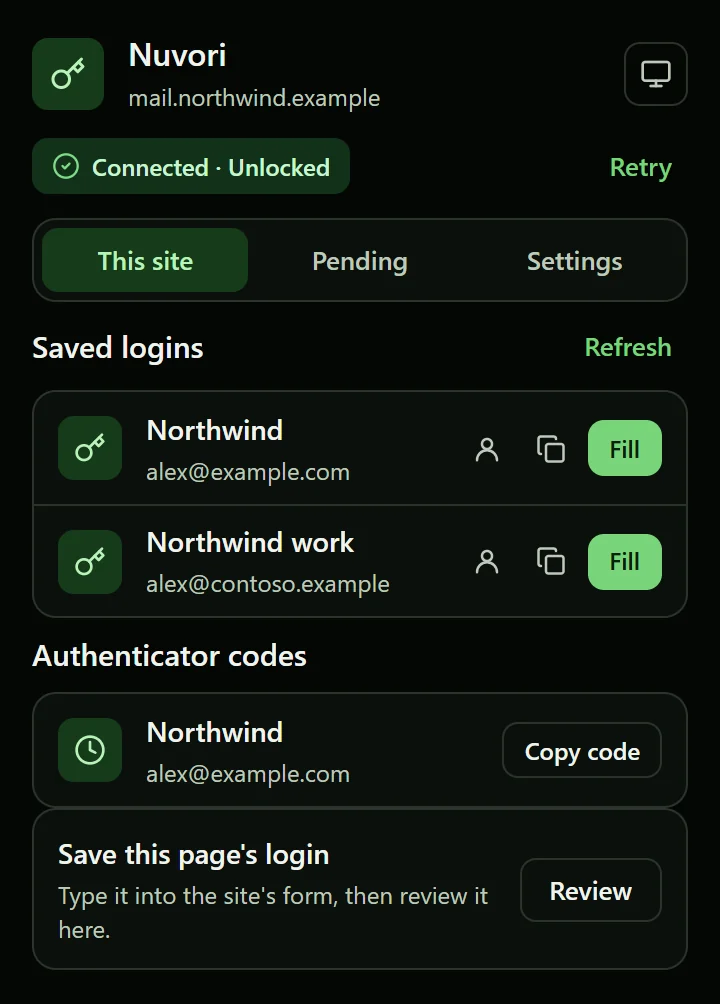 Nuvori
mail.northwind.example
Connected · Unlocked
Retry
This site
Pending
Settings
Saved logins
Refresh
Northwind
alex@example.com
Fill
Northwind work
alex@contoso.example
Fill
Authenticator codes
Northwind
alex@example.com
Copy code
Save this page's login
Type it into the site's form, then review it
here.
Review